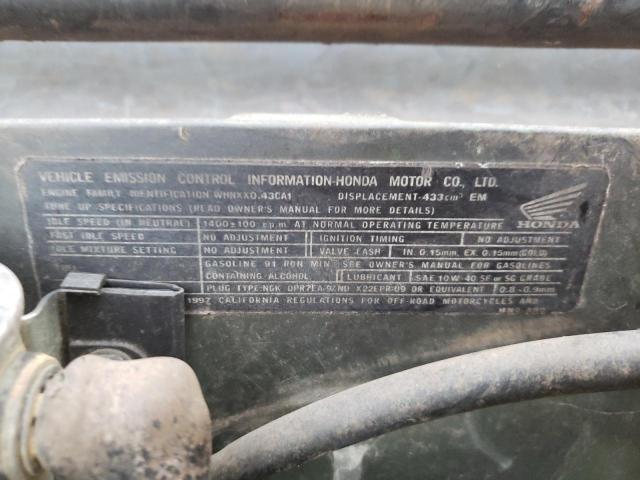 VEHICLE EMISSION CONTROL INFORMATION-HONDA MOTOR CO., LTD.
ENGINE FAMILY IDENTIFICATION WHNXX0.43CA1 DISPLACEMENT-433cm³ EM
TUNE UP SPECIFICATIONS (READ OWNER'S MANUAL FOR MORE DETAILS)
HONDA
IDLE SPEED (IN NEUTRAL) 1400±100 r.p.m. AT NORMAL OPERATING TEMPERATURE
FAST IDLE SPEED NO ADJUSTMENT IGNITION TIMING NO ADJUSTMENT
IDLE MIXTURE SETTING NO ADJUSTMENT VALVE LASH IN. 0.15mm, EX. 0.15mm (COLD)
GASOLINE 91 RON MIN. SEE OWNER'S MANUAL FOR GASOLINES
CONTAINING ALCOHOL LUBRICANT SAE 10W-40 SF or SG GRADE
PLUG TYPE: NGK DPR7EA-9/ND X22EPR-U9 OR EQUIVALENT 0.8-0.9mm
CALIFORNIA REGULATIONS FOR OFF-ROAD MOTORCYCLES AND